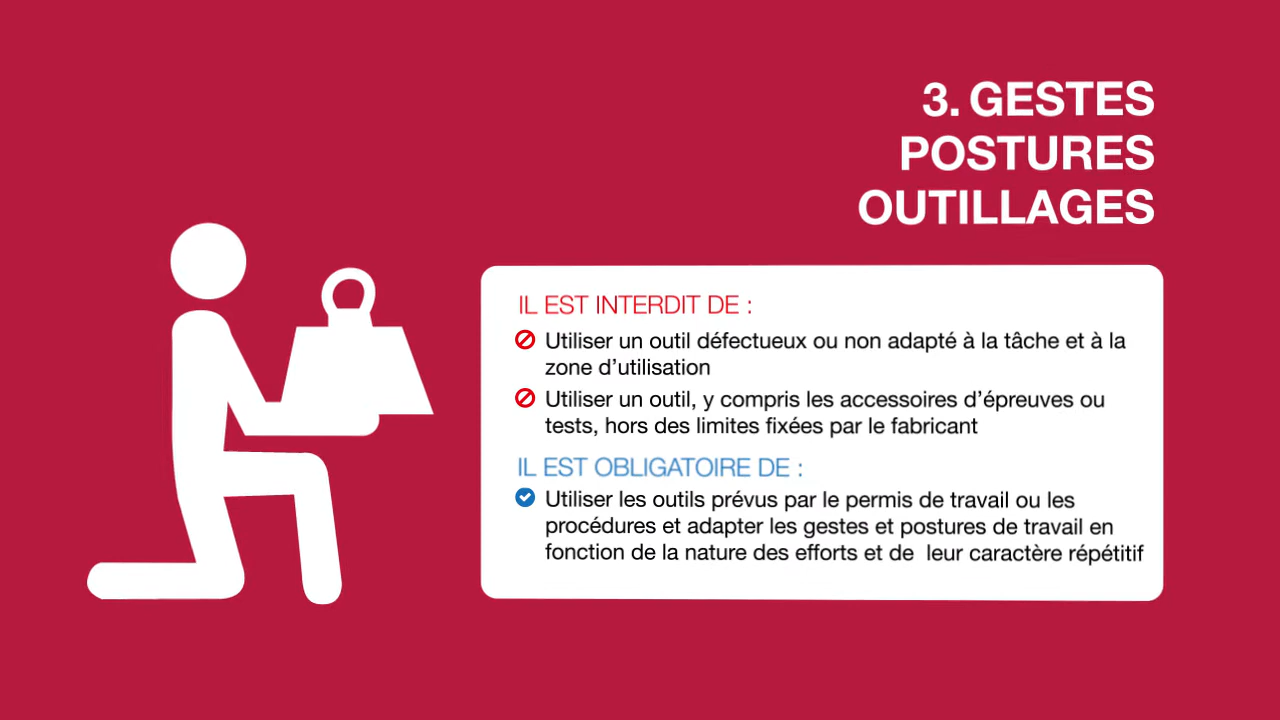 3. GESTES
POSTURES
OUTILLAGES
IL EST INTERDIT DE :
Utiliser un outil défectueux ou non adapté à la tâche et à la
zone d’utilisation
Utiliser un outil, y compris les accessoires d’épreuves ou
tests, hors des limites fixées par le fabricant
IL EST OBLIGATOIRE DE :
Utiliser les outils prévus par le permis de travail ou les
procédures et adapter les gestes et postures de travail en
fonction de la nature des efforts et de  leur caractère répétitif